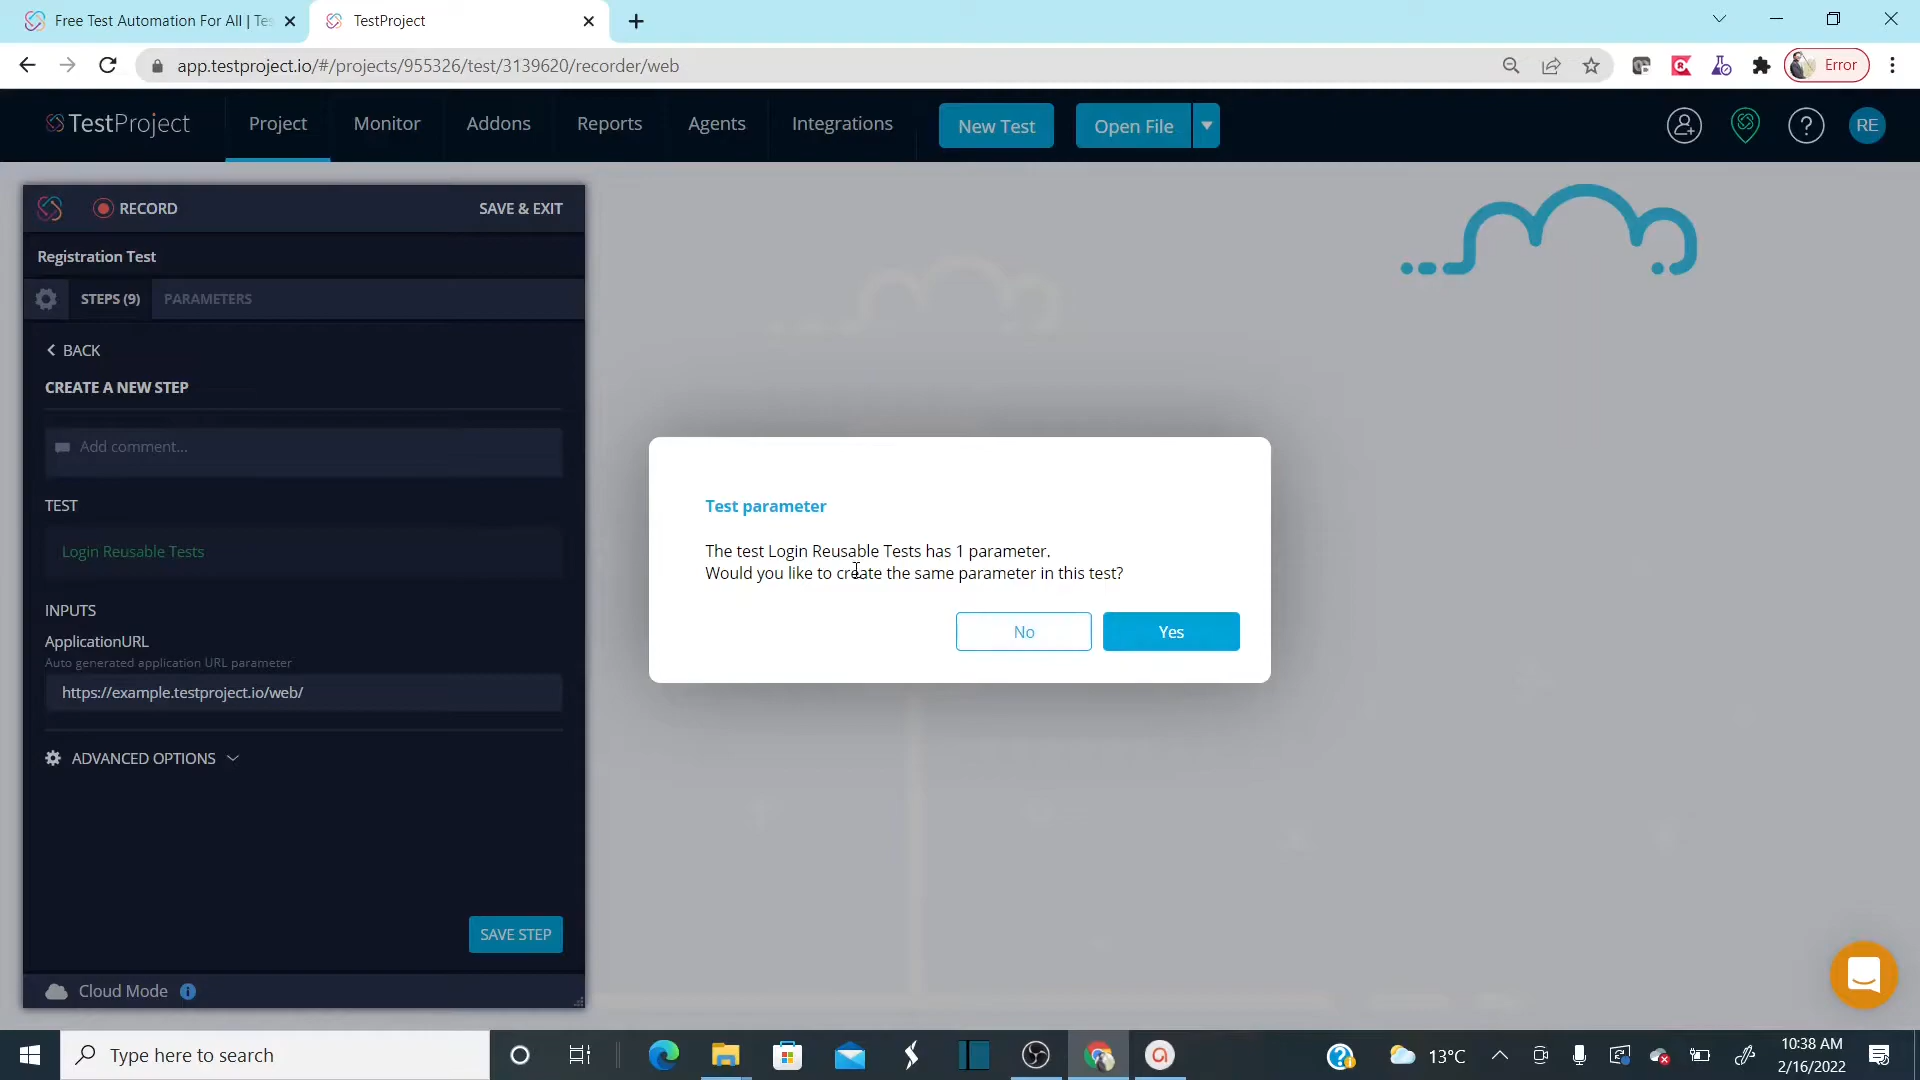 Free Test Automation For All | Tes
TestProject
app.testproject.io/#/projects/955326/test/3139620/recorder/web
Error
TestProject
Project
Monitor
Addons
Reports
Agents
Integrations
New Test
Open File
?
RE
RECORD
SAVE & EXIT
Registration Test
STEPS (9)
PARAMETERS
BACK
CREATE A NEW STEP
Add comment...
TEST
Login Reusable Tests
INPUTS
ApplicationURL
Auto generated application URL parameter
https://example.testproject.io/web/
ADVANCED OPTIONS
SAVE STEP
Cloud Mode
Test parameter
The test Login Reusable Tests has 1 parameter.
Would you like to create the same parameter in this test?
No
Yes
Type here to search
13°C
10:38 AM
2/16/2022